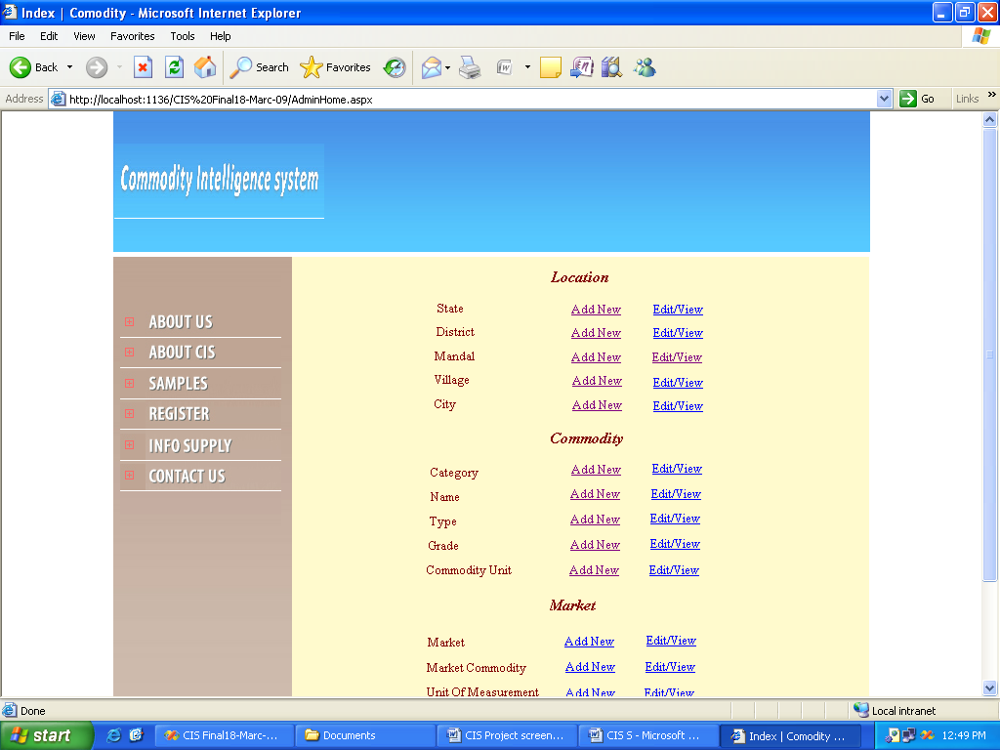 Index | Comodity - Microsoft Internet Explorer
File Edit View Favorites Tools Help
Back Search Favorites
Address http://localhost:1136/CIS%20Final18-Marc-09/AdminHome.aspx Go Links »
Commodity Intelligence system
ABOUT US
ABOUT CIS
SAMPLES
REGISTER
INFO SUPPLY
CONTACT US
Location
State Add New Edit/View
District Add New Edit/View
Mandal Add New Edit/View
Village Add New Edit/View
City Add New Edit/View
Commodity
Category Add New Edit/View
Name Add New Edit/View
Type Add New Edit/View
Grade Add New Edit/View
Commodity Unit Add New Edit/View
Market
Market Add New Edit/View
Market Commodity Add New Edit/View
Unit Of Measurement Add New Edit/View
Done Local intranet
start CIS Final18-Marc-... Documents CIS Project screen... CIS S - Microsoft ... Index | Comodity ... 12:49 PM